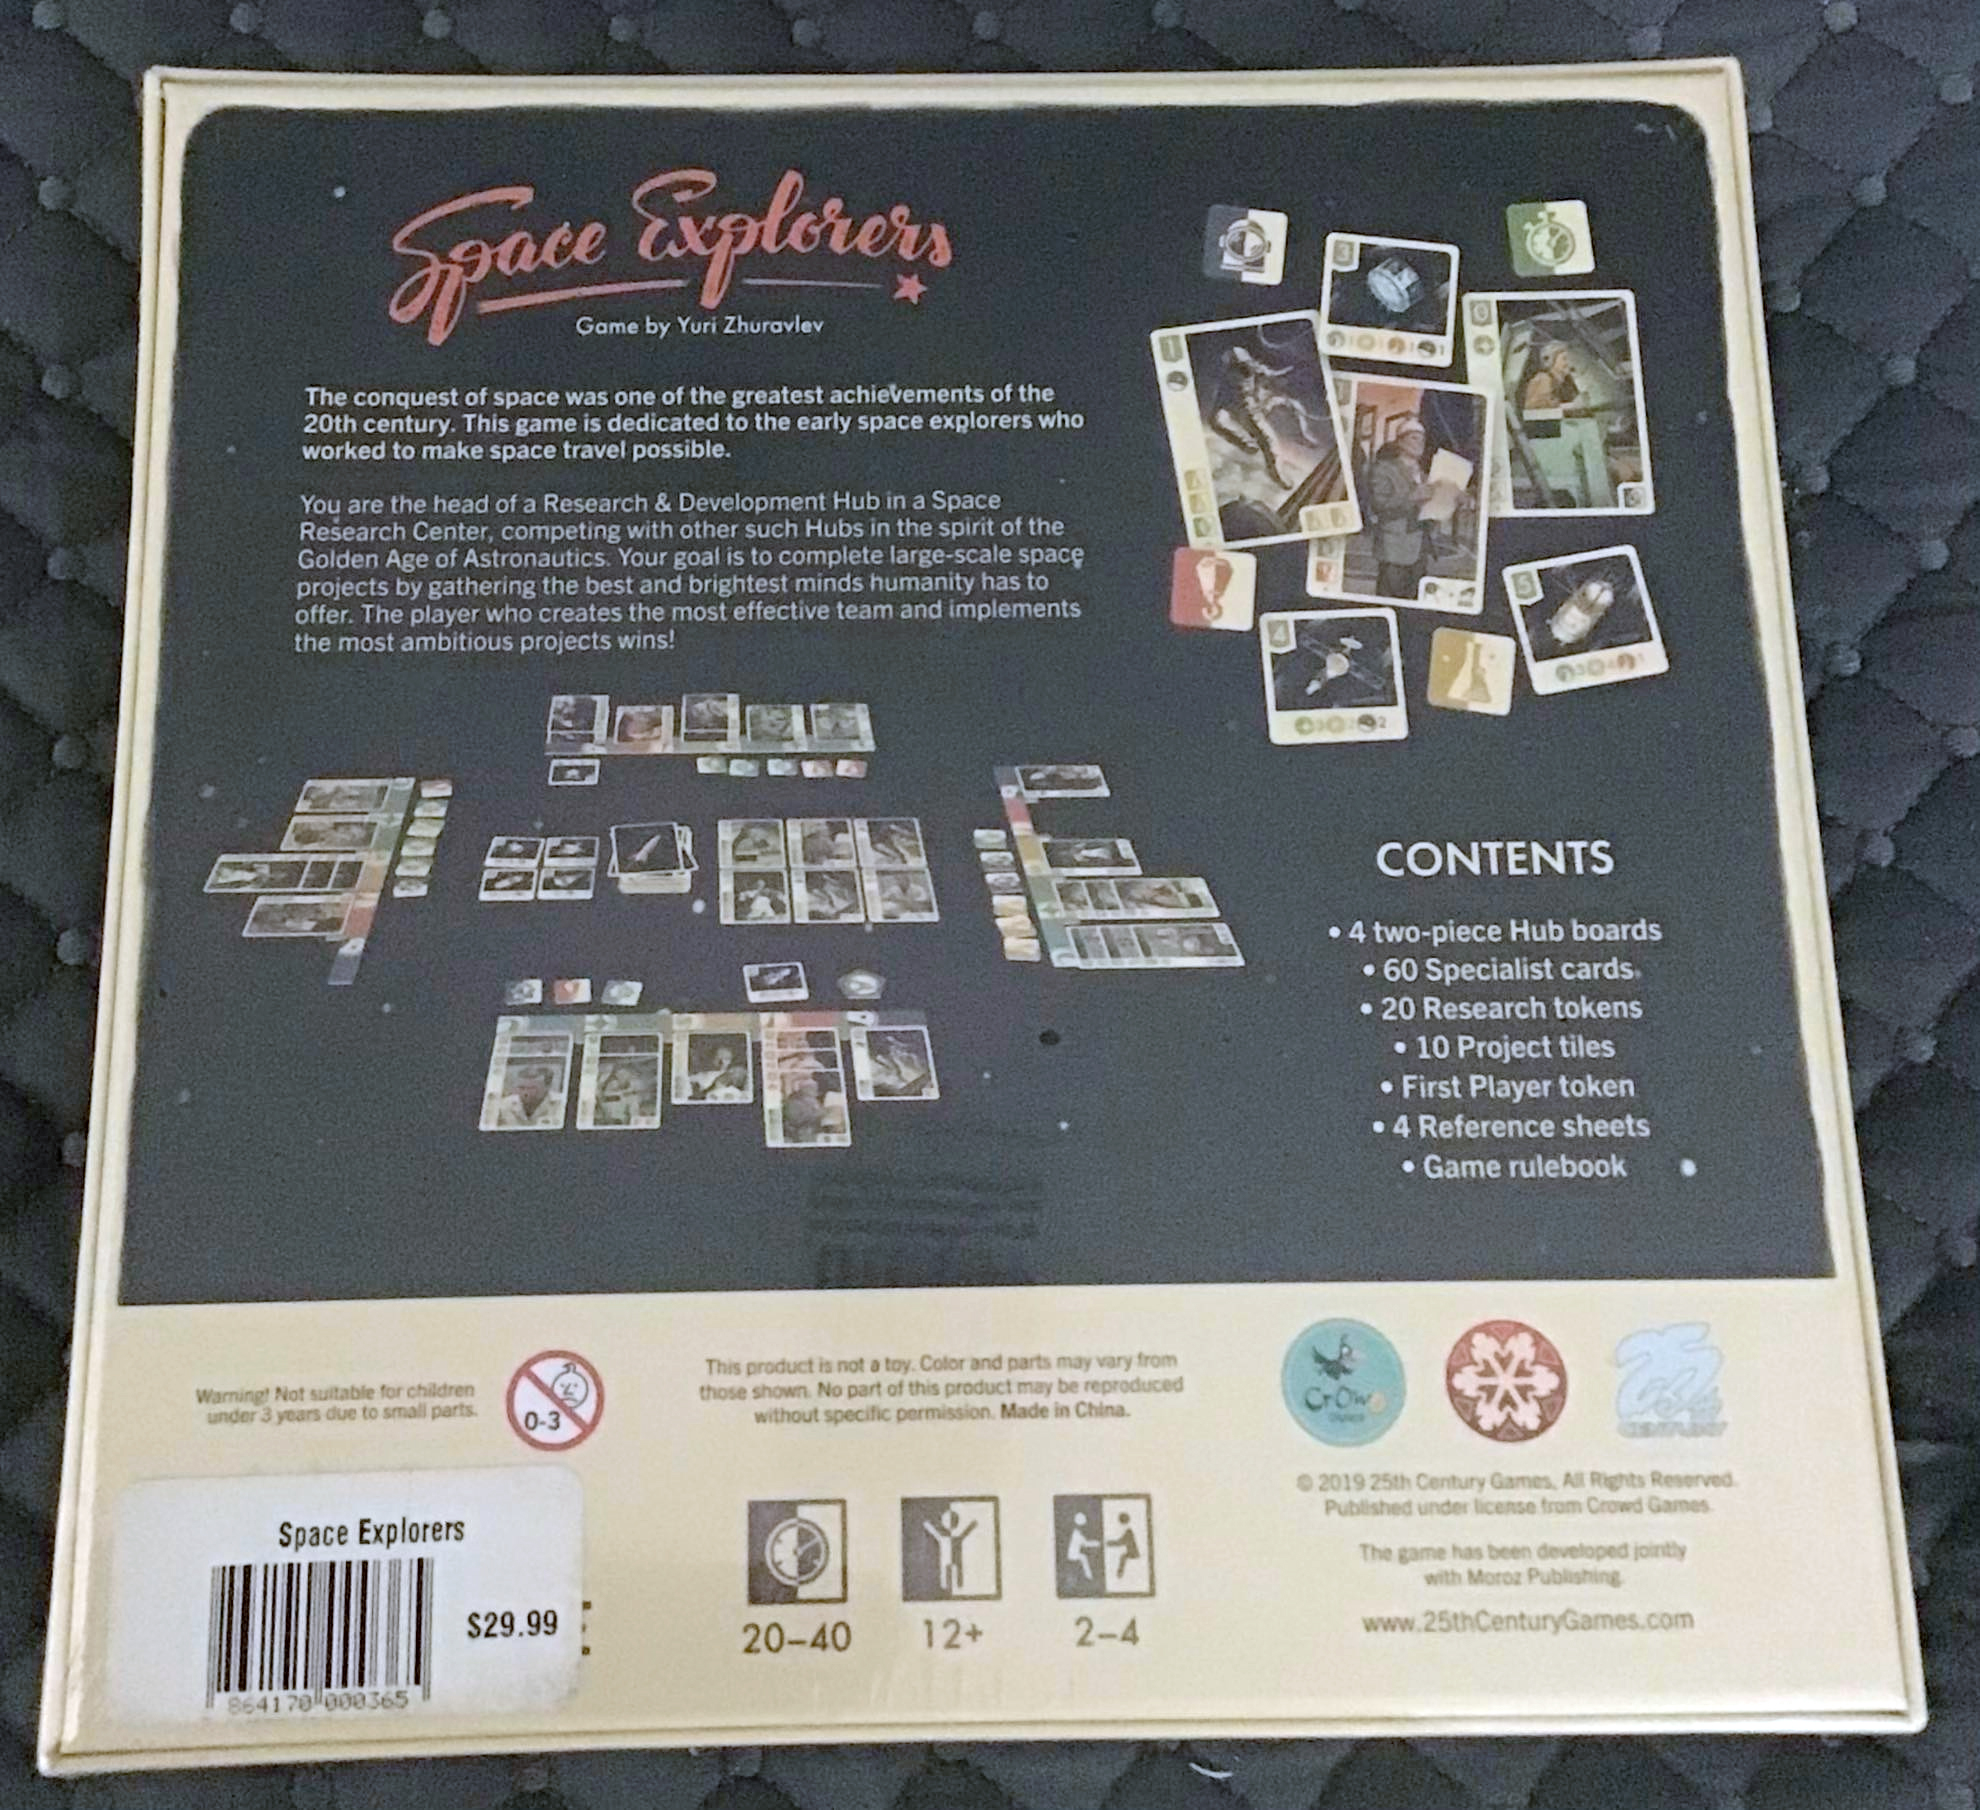 Space Explorers
Game by Yuri Zhuravlev
The conquest of space was one of the greatest achievements of the
20th century. This game is dedicated to the early space explorers who
worked to make space travel possible.
You are the head of a Research & Development Hub in a Space
Research Center, competing with other such Hubs in the spirit of the
Golden Age of Astronautics. Your goal is to complete large-scale space
projects by gathering the best and brightest minds humanity has to
offer. The player who creates the most effective team and implements
the most ambitious projects wins!
3
1
4
5
CONTENTS
• 4 two-piece Hub boards
• 60 Specialist cards
• 20 Research tokens
• 10 Project tiles
• First Player token
• 4 Reference sheets
• Game rulebook
Warning! Not suitable for children
under 3 years due to small parts.
0-3
This product is not a toy. Color and parts may vary from
those shown. No part of this product may be reproduced
without specific permission. Made in China.
CrOwD
GAMES
25th
CENTURY
© 2019 25th Century Games, All Rights Reserved.
Published under license from Crowd Games.
The game has been developed jointly
with Moroz Publishing.
www.25thCenturyGames.com
Space Explorers
$29.99
864170 000365
20–40
12+
2–4